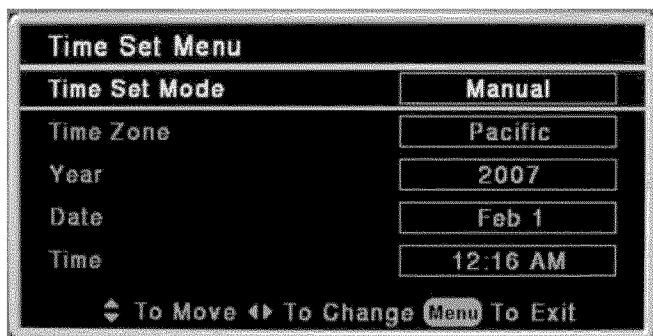 Time Set Menu
Time Set Mode Manual
Time Zone Pacific
Year 2007
Date Feb 1
Time 12:16 AM
To Move To Change Menu To Exit